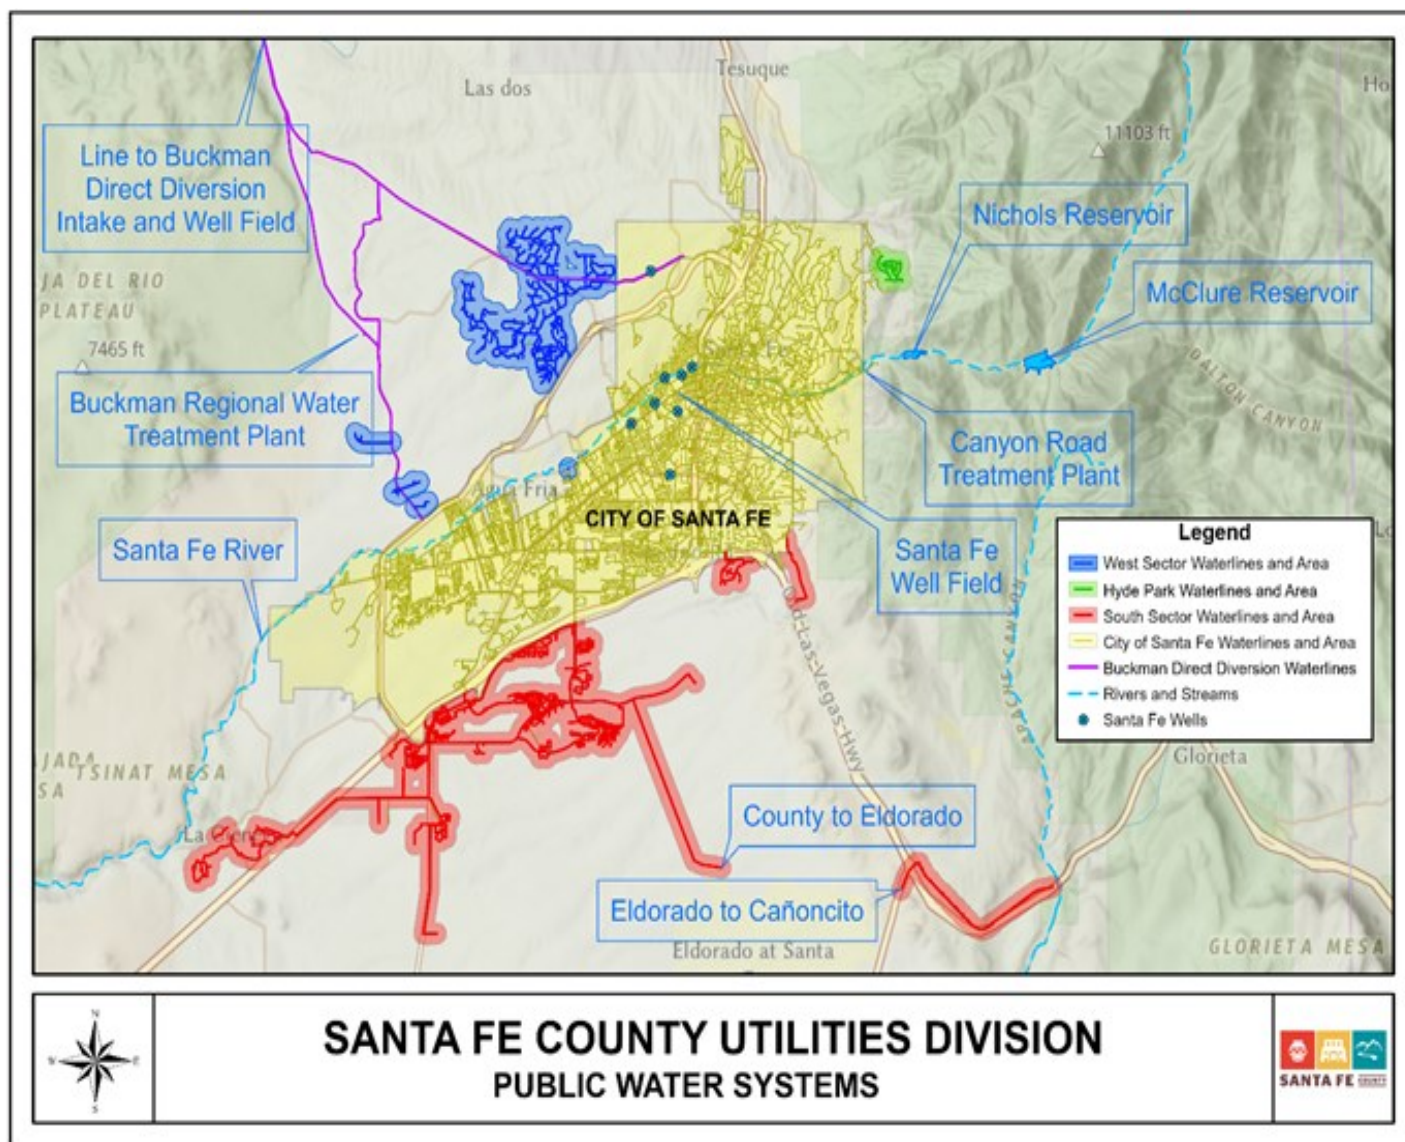 Las dos
Tesuque
Ho
11103 ft
Line to Buckman
Direct Diversion
Intake and Well Field
Nichols Reservoir
JA DEL RIO
PLATEAU
McClure Reservoir
7465 ft
DALTON CANYON
Buckman Regional Water
Treatment Plant
Canyon Road
Treatment Plant
Agua Fria
CITY OF SANTA FE
Santa Fe River
Santa Fe
Well Field
Legend
West Sector Waterlines and Area
Hyde Park Waterlines and Area
South Sector Waterlines and Area
City of Santa Fe Waterlines and Area
Buckman Direct Diversion Waterlines
Rivers and Streams
Santa Fe Wells
Lo
Old-Las-Vegas-Hwy
Glorieta
JADA
SA
TSINAT MESA
County to Eldorado
Eldorado to Cañoncito
Eldorado at Santa
GLORIETA MESA
N
W
E
S
SANTA FE COUNTY UTILITIES DIVISION
PUBLIC WATER SYSTEMS
SANTA FE COUNTY